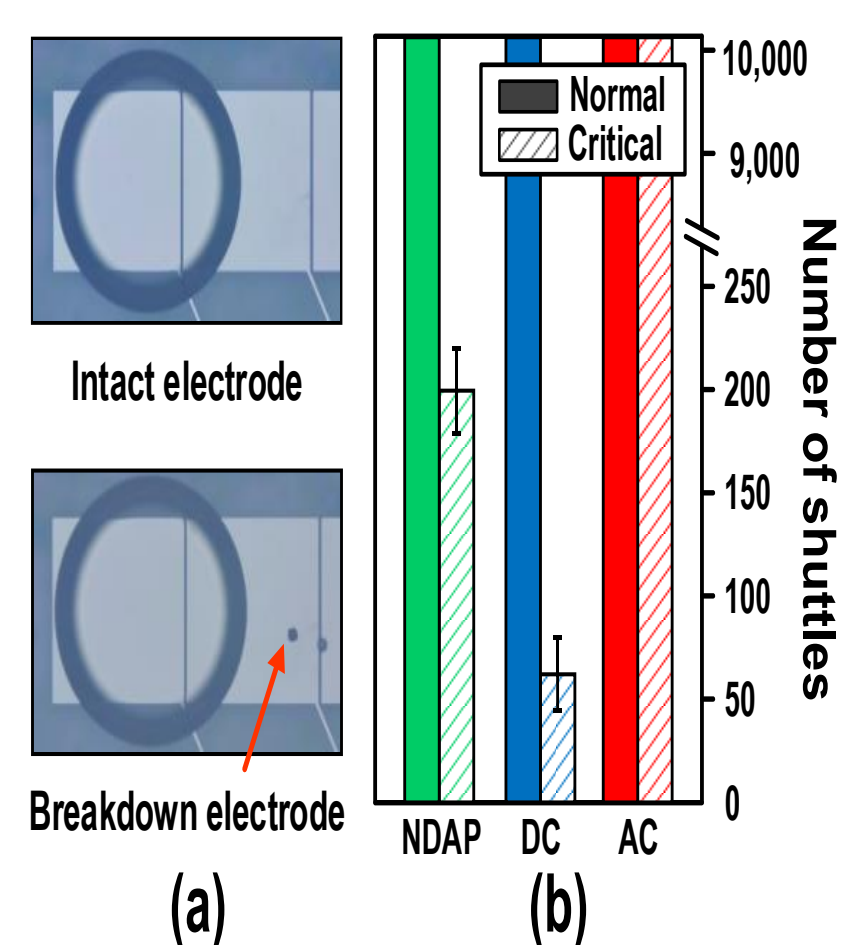 Intact electrode
Breakdown electrode
(a)
Normal
Critical
10,000
9,000
250
200
150
100
50
0
Number of shuttles
NDAP
DC
AC
(b)